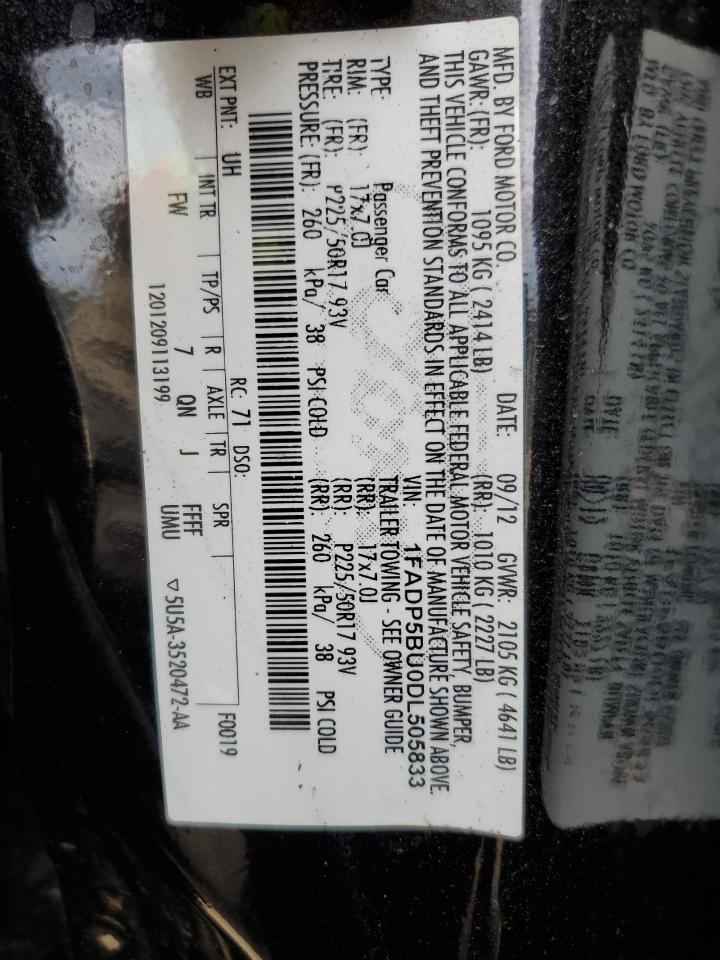 MFD. BY FORD MOTOR CO. DATE: 09/12 GVWR: 2105 KG ( 4641 LB)
GAWR: (FR): 1095 KG ( 2414 LB) (RR): 1010 KG ( 2227 LB)
THIS VEHICLE CONFORMS TO ALL APPLICABLE FEDERAL MOTOR VEHICLE SAFETY, BUMPER,
AND THEFT PREVENTION STANDARDS IN EFFECT ON THE DATE OF MANUFACTURE SHOWN ABOVE.
VIN: 1FADP5BU0DL505833
TYPE: Passenger Car TRAILER TOWING - SEE OWNER GUIDE
RIM: (FR): 17x7.0J (RR): 17x7.0J
TIRE: (FR): P225/50R17 93V (RR): P225/50R17 93V
PRESSURE: (FR): 260 kPa/ 38 PSI COLD (RR): 260 kPa/ 38 PSI COLD
RC: 71 DSO: F0019
EXT PNT: UH
WB INT TR TP/PS R AXLE TR SPR
FW 7 QN J FFFF
UMU
1201209113199 ▽5U5A-3520472-AA